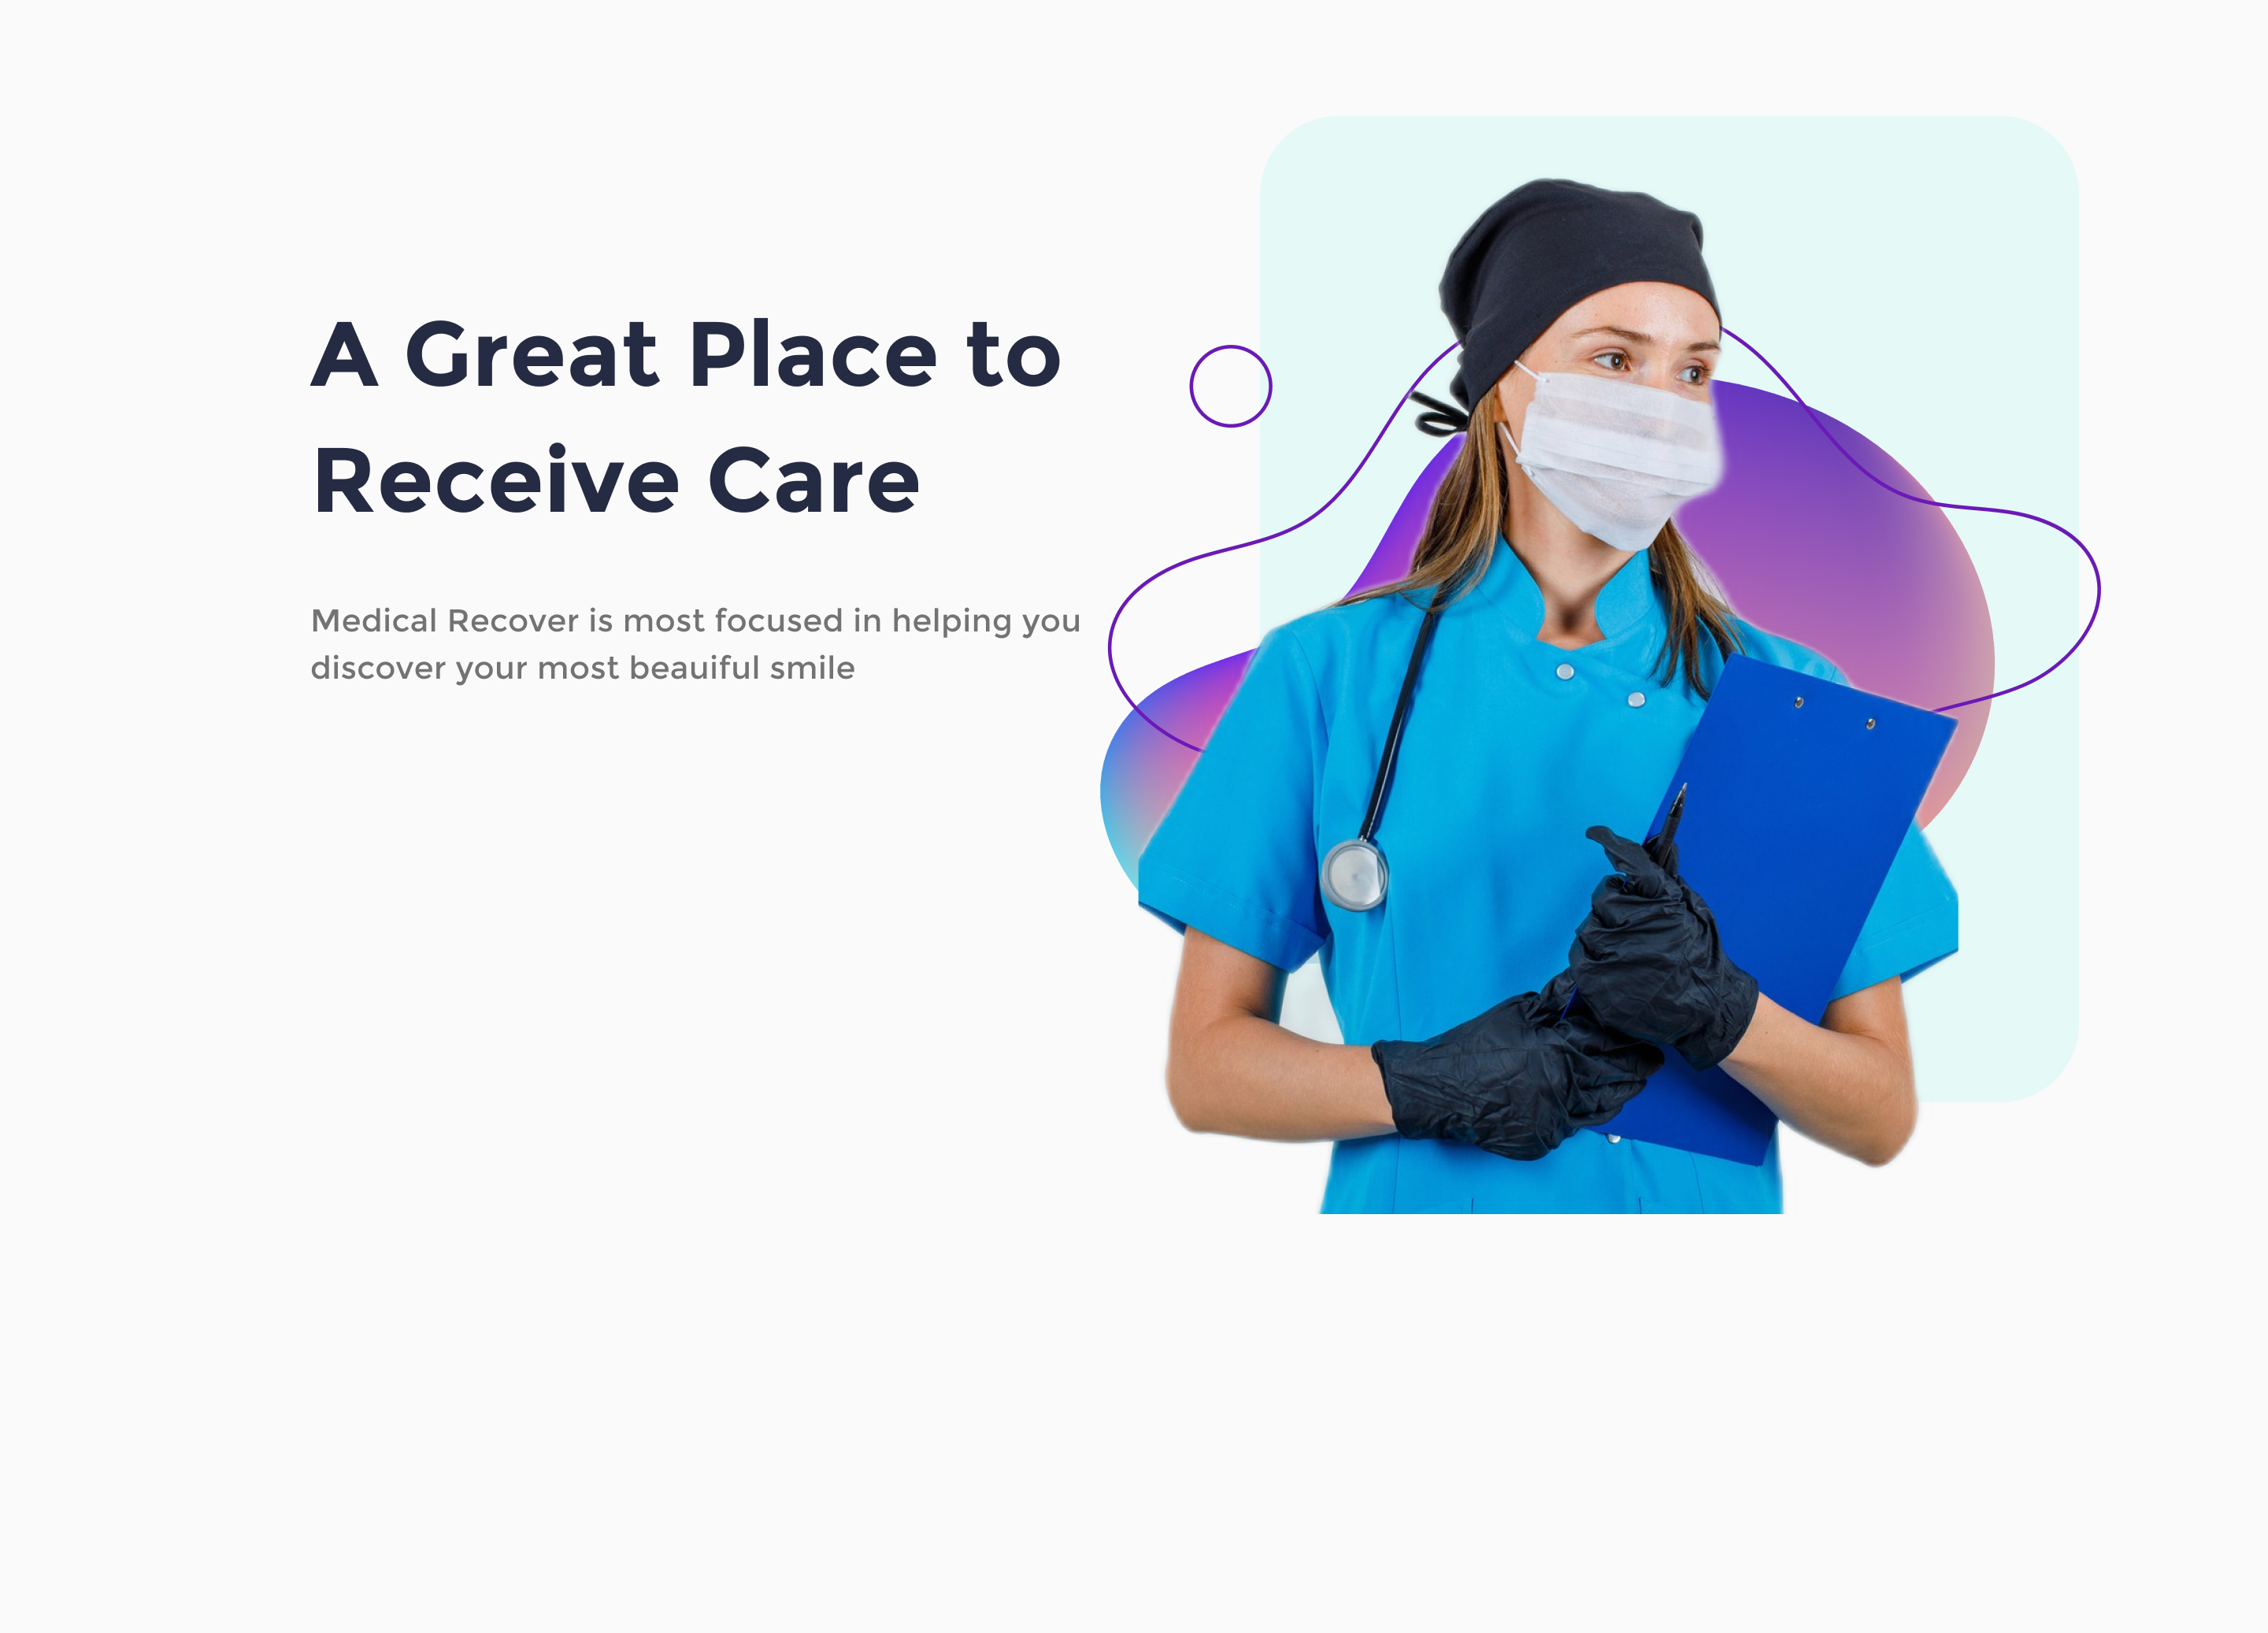 A Great Place to
Receive Care
Medical Recover is most focused in helping you
discover your most beauiful smile